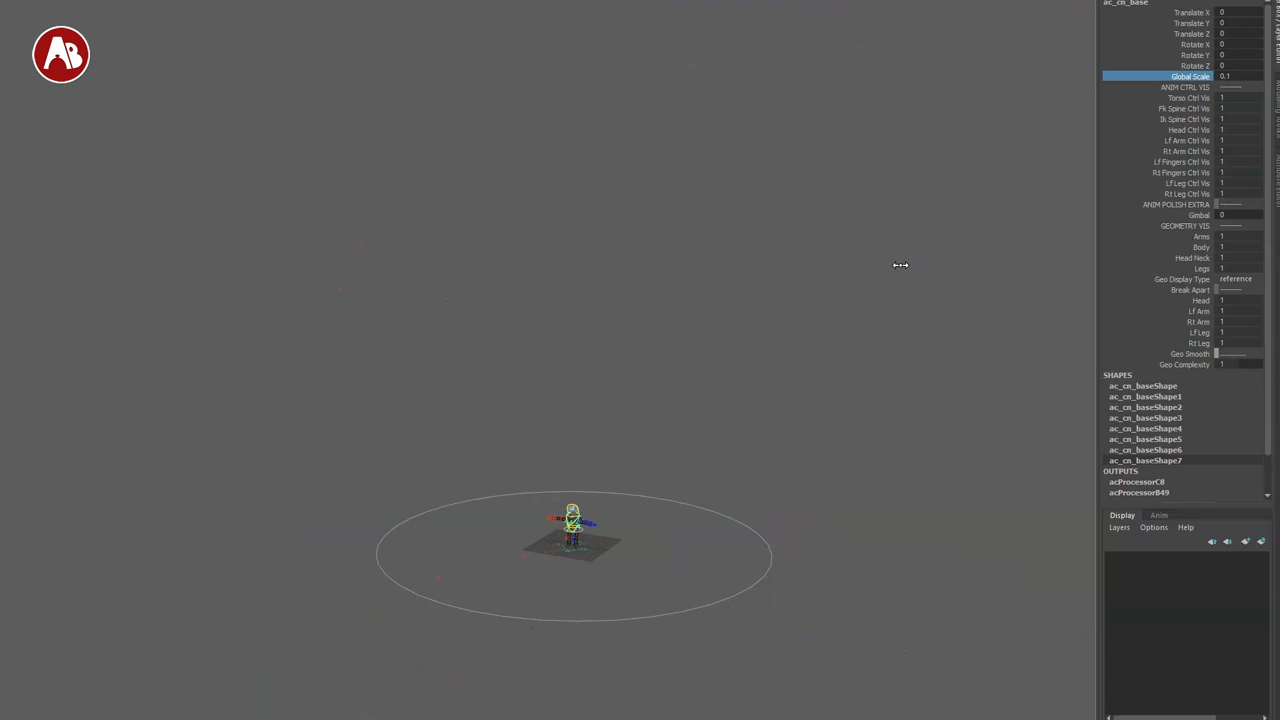 AB
ac_cn_base
Translate X 0
Translate Y 0
Translate Z 0
Rotate X 0
Rotate Y 0
Rotate Z 0
Global Scale 0.1
ANIM CTRL VIS --------
Torso Ctrl Vis 1
Fk Spine Ctrl Vis 1
Ik Spine Ctrl Vis 1
Head Ctrl Vis 1
Lf Arm Ctrl Vis 1
Rt Arm Ctrl Vis 1
Lf Fingers Ctrl Vis 1
Rt Fingers Ctrl Vis 1
Lf Leg Ctrl Vis 1
Rt Leg Ctrl Vis 1
ANIM POLISH EXTRA --------
Gimbal 0
GEOMETRY VIS --------
Arms 1
Body 1
Head Neck 1
Legs 1
Geo Display Type reference
Break Apart --------
Head 1
Lf Arm 1
Rt Arm 1
Lf Leg 1
Rt Leg 1
Geo Smooth ----------
Geo Complexity 1
SHAPES
ac_cn_baseShape
ac_cn_baseShape1
ac_cn_baseShape2
ac_cn_baseShape3
ac_cn_baseShape4
ac_cn_baseShape5
ac_cn_baseShape6
ac_cn_baseShape7
OUTPUTS
acProcessorC8
acProcessorB49
Display Anim
Layers Options Help